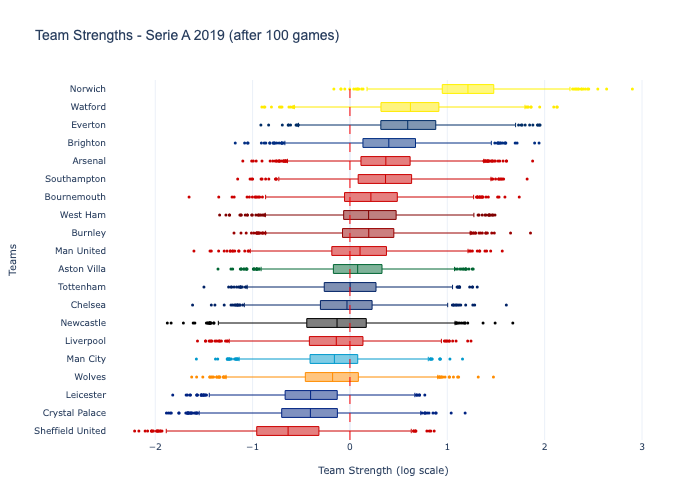 Team Strengths - Serie A 2019 (after 100 games)
Norwich
Watford
Everton
Brighton
Arsenal
Southampton
Bournemouth
West Ham
Burnley
Man United
Aston Villa
Tottenham
Chelsea
Newcastle
Liverpool
Man City
Wolves
Leicester
Crystal Palace
Sheffield United
Teams
−2 −1 0 1 2 3
Team Strength (log scale)